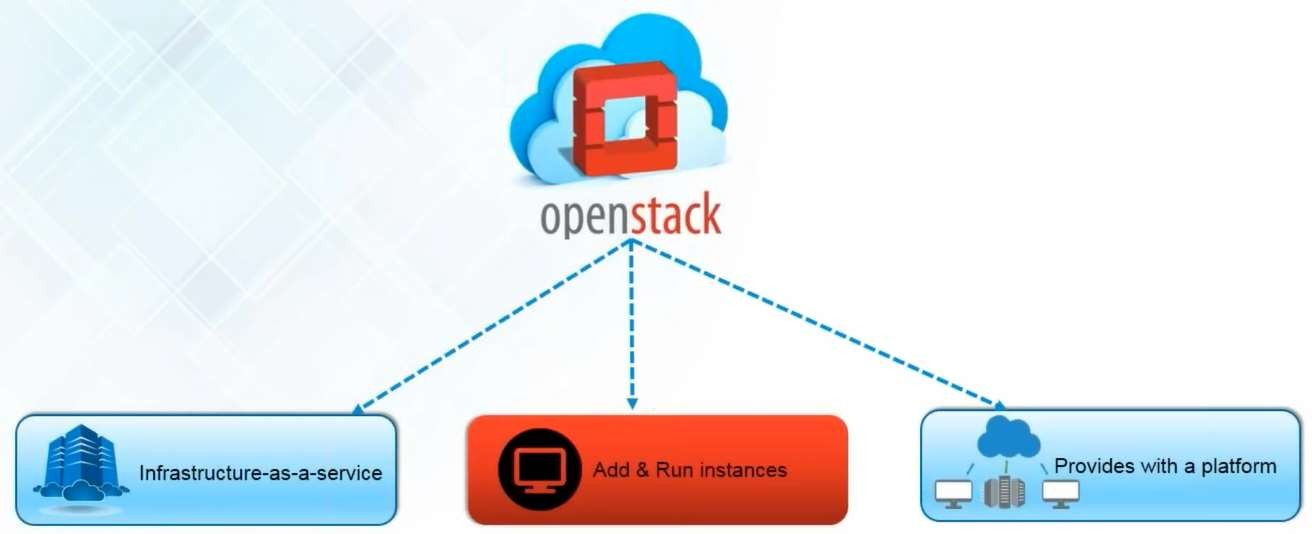 openstack
Infrastructure-as-a-service
Add & Run instances
Provides with a platform